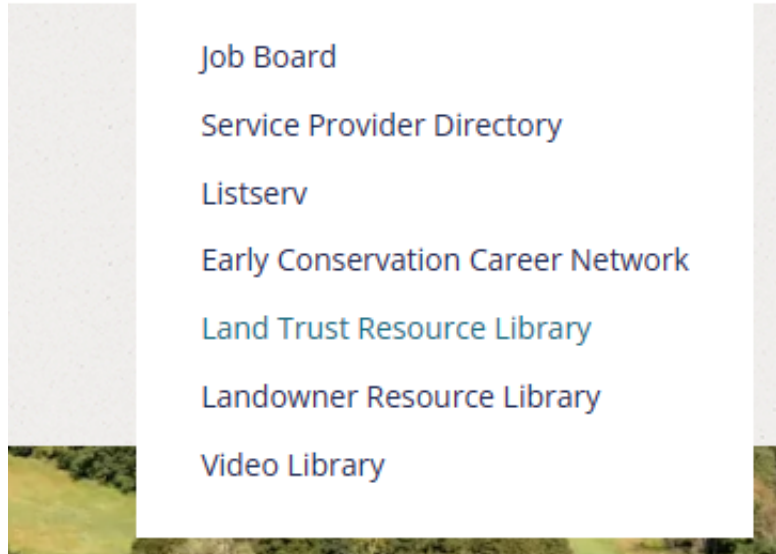 Job Board
Service Provider Directory
Listserv
Early Conservation Career Network
Land Trust Resource Library
Landowner Resource Library
Video Library